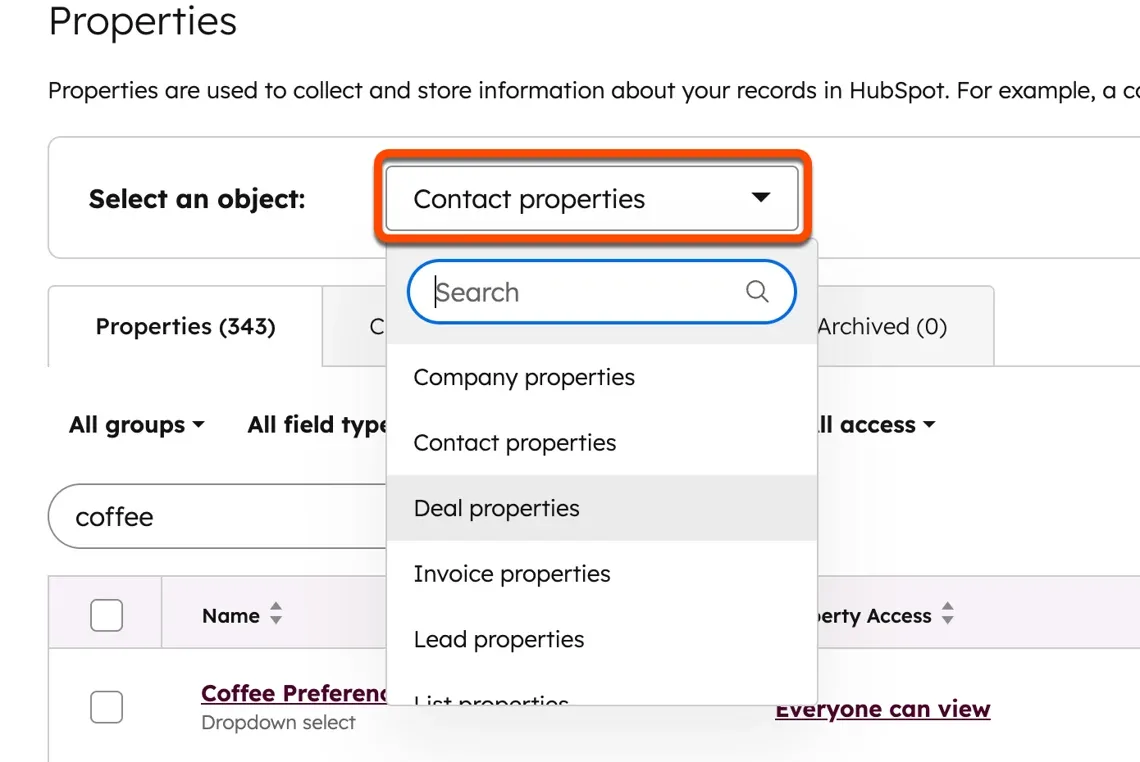 Properties
Properties are used to collect and store information about your records in HubSpot. For example, a
Select an object:
Contact properties
Search
Properties (343)
Archived (0)
Company properties
All groups
All field type
ll access
Contact properties
Deal properties
coffee
Invoice properties
Name
erty Access
Lead properties
List properties
Coffee Preferenc
Dropdown select
Everyone can view